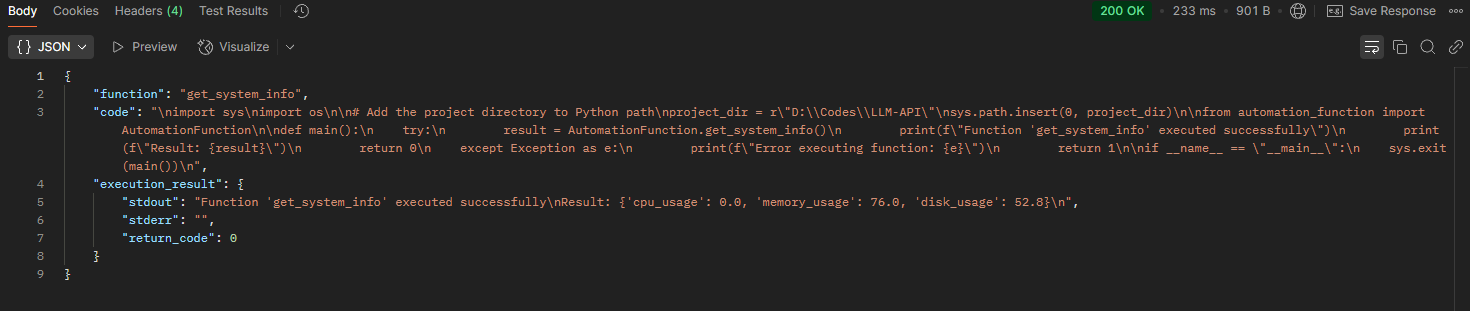 Body Cookies Headers (4) Test Results 200 OK • 233 ms • 901 B e.g. Save Response
{} JSON Preview Visualize
1 {
2 "function": "get_system_info",
3 "code": "\nimport sys\nimport os\n\n# Add the project directory to Python path\nproject_dir = r\"D:\\Codes\\LLM-API\"\nsys.path.insert(0, project_dir)\n\nfrom automation_function import
AutomationFunction\n\ndef main():\n    try:\n        result = AutomationFunction.get_system_info()\n        print(f\"Function 'get_system_info' executed successfully\")\n        print
(f\"Result: {result}\")\n        return 0\n    except Exception as e:\n        print(f\"Error executing function: {e}\")\n        return 1\n\nif __name__ == \"__main__\":\n    sys.exit
(main())\n",
4 "execution_result": {
5 "stdout": "Function 'get_system_info' executed successfully\nResult: {'cpu_usage': 0.0, 'memory_usage': 76.0, 'disk_usage': 52.8}\n",
6 "stderr": "",
7 "return_code": 0
8 }
9 }